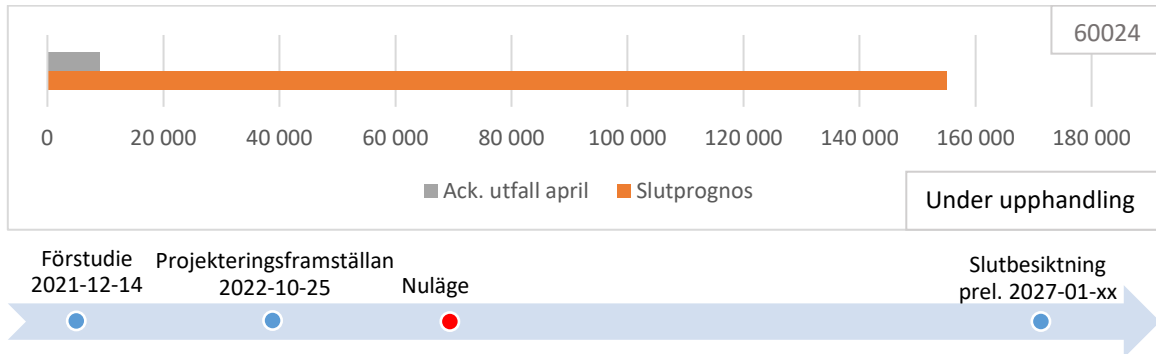 60024
0 20 000 40 000 60 000 80 000 100 000 120 000 140 000 160 000 180 000
Ack. utfall april Slutprognos
Under upphandling
Förstudie
2021-12-14
Projekteringsframställan
2022-10-25
Nuläge
Slutbesiktning
prel. 2027-01-xx